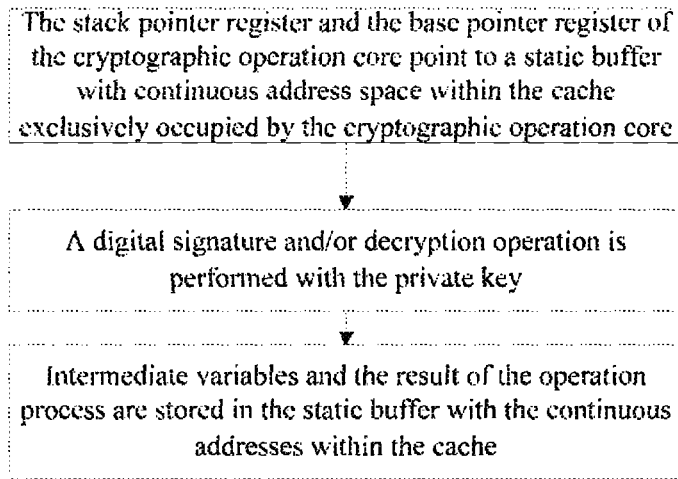 The stack pointer register and the base pointer register of
the cryptographic operation core point to a static buffer
with continuous address space within the cache
exclusively occupied by the cryptographic operation core
A digital signature and/or decryption operation is
performed with the private key
Intermediate variables and the result of the operation
process are stored in the static buffer with the continuous
addresses within the cache